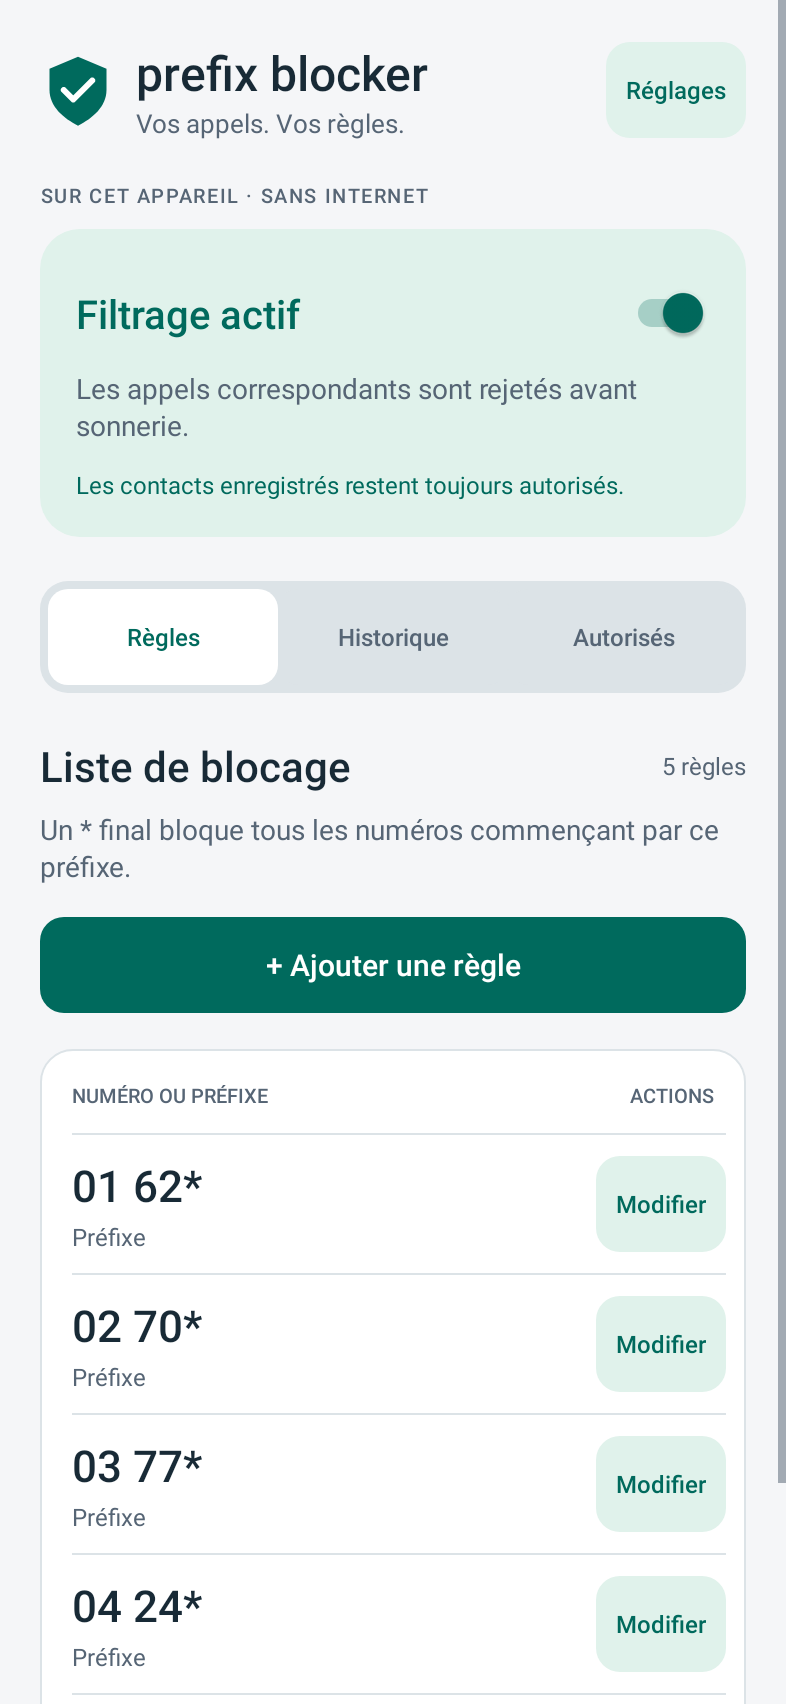 prefix blocker
Vos appels. Vos règles.
Réglages
SUR CET APPAREIL · SANS INTERNET
Filtrage actif
Les appels correspondants sont rejetés avant
sonnerie.
Les contacts enregistrés restent toujours autorisés.
Règles
Historique
Autorisés
Liste de blocage
5 règles
Un * final bloque tous les numéros commençant par ce
préfixe.
+ Ajouter une règle
NUMÉRO OU PRÉFIXE
ACTIONS
01 62*
Préfixe
Modifier
02 70*
Préfixe
Modifier
03 77*
Préfixe
Modifier
04 24*
Préfixe
Modifier